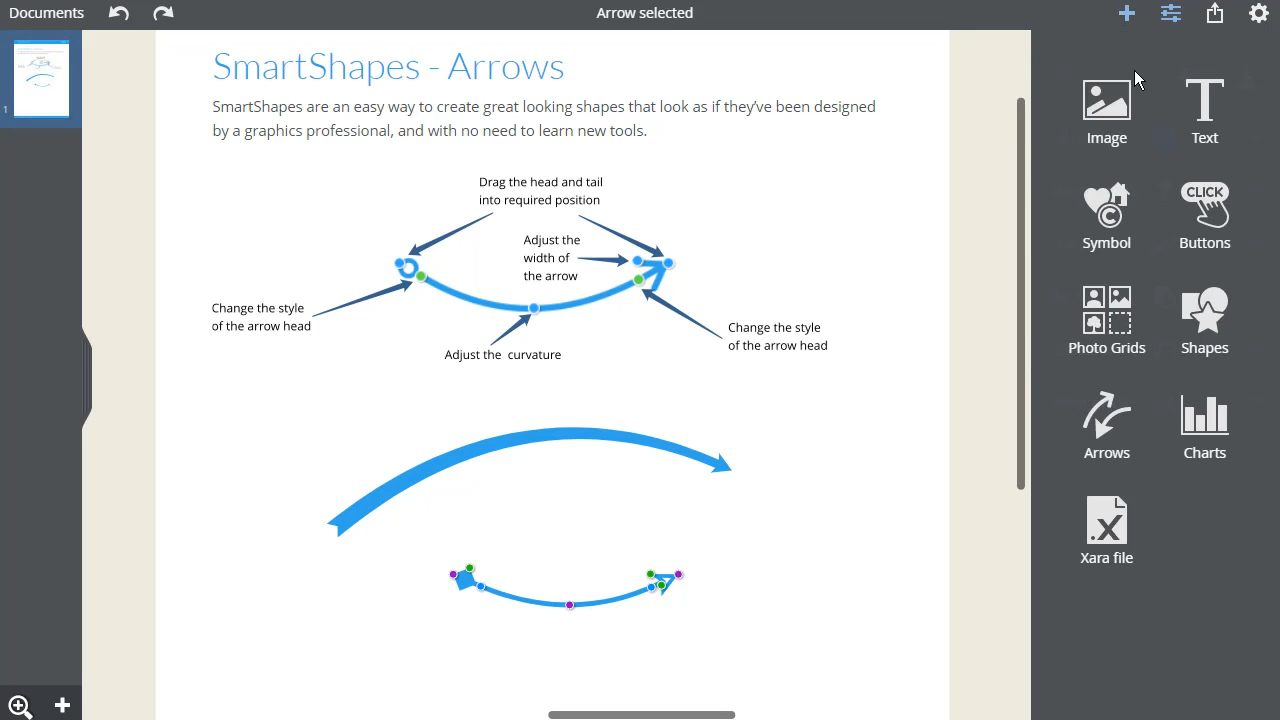 Documents
Arrow selected
1
SmartShapes - Arrows
SmartShapes are an easy way to create great looking shapes that look as if they’ve been designed
by a graphics professional, and with no need to learn new tools.
Drag the head and tail
into required position
Adjust the
width of
the arrow
Change the style
of the arrow head
Change the style
of the arrow head
Adjust the curvature
Image
Text
Symbol
CLICK
Buttons
Photo Grids
Shapes
Arrows
Charts
.X
Xara file